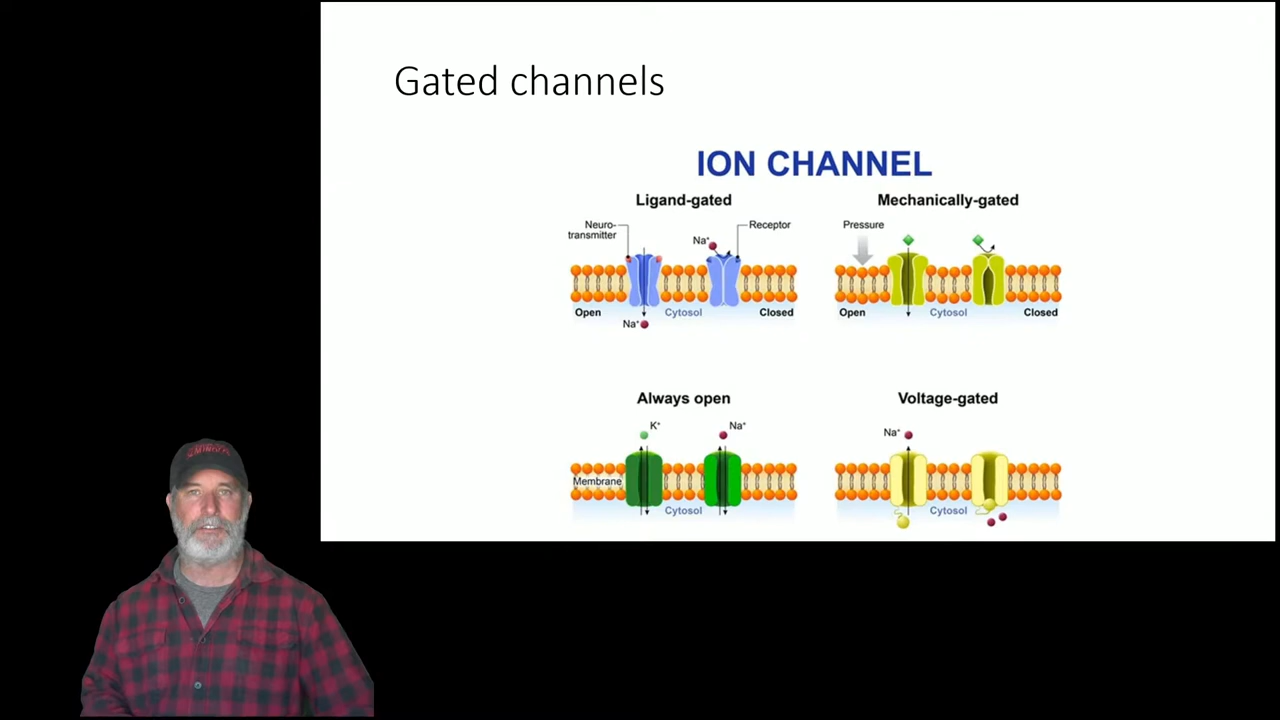 Gated channels
ION CHANNEL
Ligand-gated
Neuro-
transmitter
Na⁺
Receptor
Open
Cytosol
Closed
Na⁺
Mechanically-gated
Pressure
Open
Cytosol
Closed
Always open
K⁺
Na⁺
Membrane
Cytosol
Voltage-gated
Na⁺
Cytosol